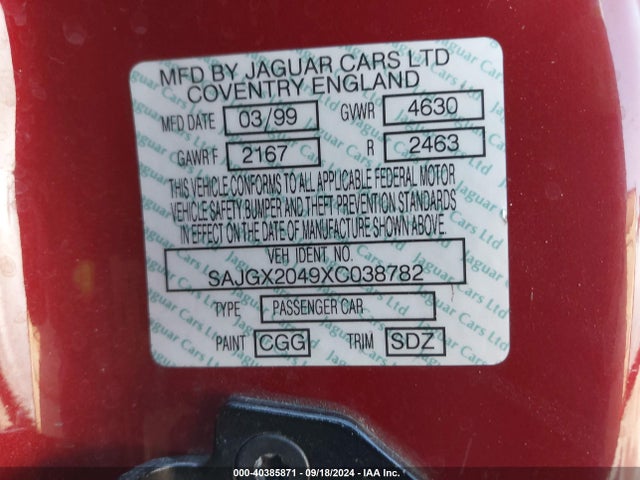 MFD BY JAGUAR CARS LTD
COVENTRY ENGLAND
MFD DATE 03/99 GVWR 4630
GAWR F 2167 R 2463
THIS VEHICLE CONFORMS TO ALL APPLICABLE FEDERAL MOTOR
VEHICLE SAFETY, BUMPER AND THEFT PREVENTION STANDARDS
IN EFFECT ON THE DATE OF MANUFACTURE SHOWN ABOVE.
VEH IDENT NO.
SAJGX2049XC038782
TYPE PASSENGER CAR
PAINT CGG TRIM SDZ
000-40385871 - 09/18/2024 - IAA Inc.